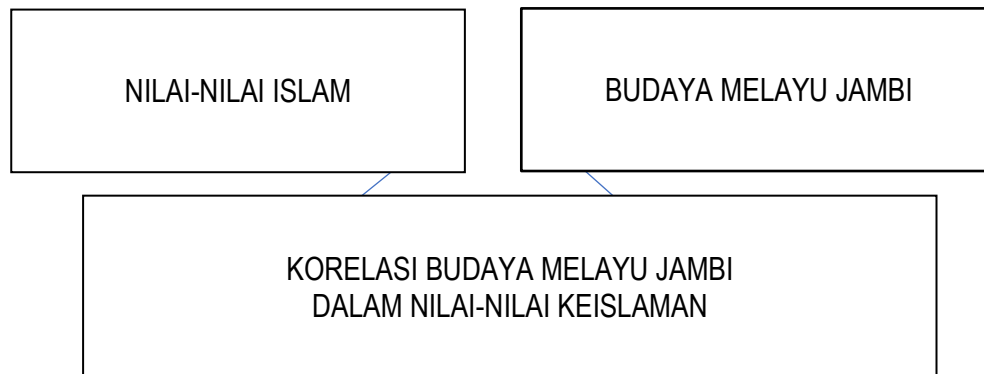 NILAI-NILAI ISLAM
BUDAYA MELAYU JAMBI
KORELASI BUDAYA MELAYU JAMBI
DALAM NILAI-NILAI KEISLAMAN